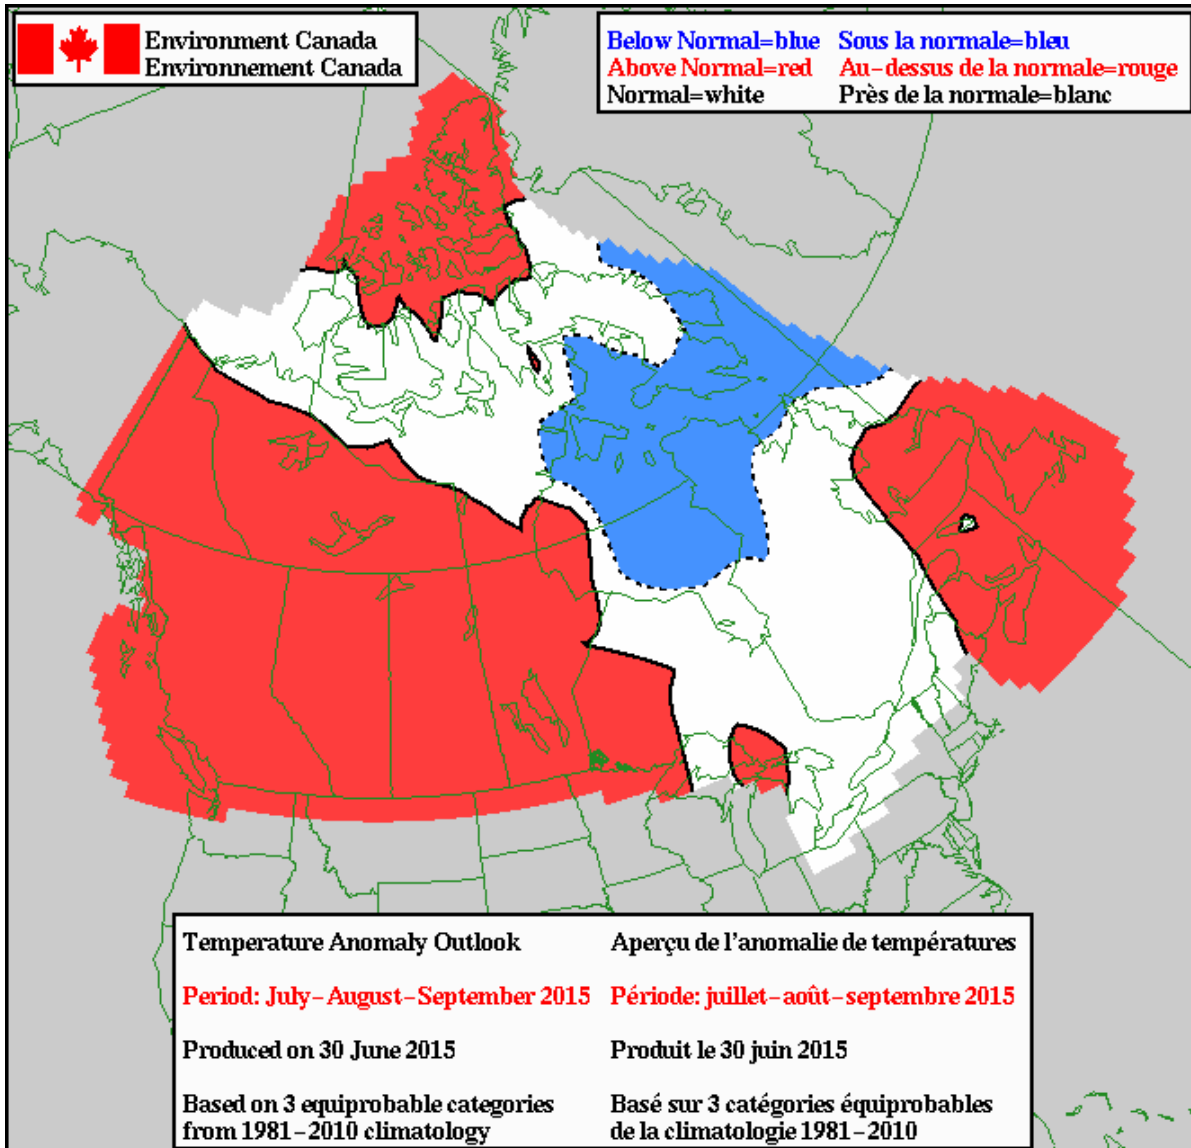 Environment Canada
Environnement Canada
Below Normal=blue Sous la normale=bleu
Above Normal=red Au-dessus de la normale=rouge
Normal=white Près de la normale=blanc
Temperature Anomaly Outlook Aperçu de l'anomalie de températures
Period: July-August-September 2015 Période: juillet-août-septembre 2015
Produced on 30 June 2015 Produit le 30 juin 2015
Based on 3 equiprobable categories Basé sur 3 catégories équiprobables
from 1981-2010 climatology de la climatologie 1981-2010